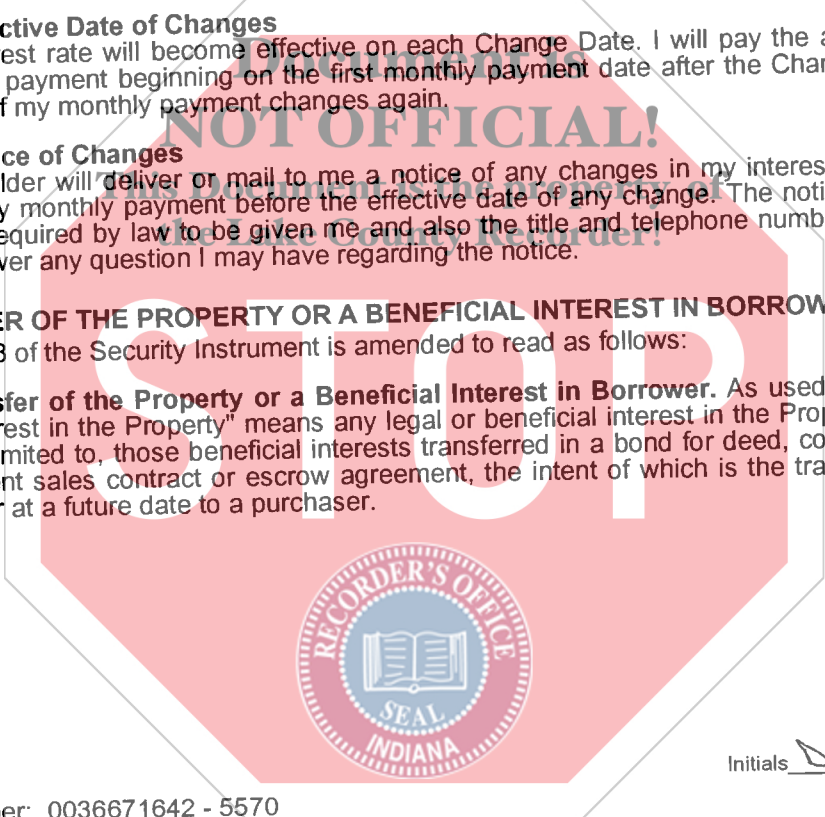 ctive Date of Changes
est rate will become effective on each Change Date. I will pay the a
payment beginning on the first monthly payment date after the Char
f my monthly payment changes again.
Document is
NOT OFFICIAL!
This Document is the property of
the Lake County Recorder!
ce of Changes
lder will deliver or mail to me a notice of any changes in my interes
y monthly payment before the effective date of any change. The noti
equired by law to be given me and also the title and telephone numb
ver any question I may have regarding the notice.
ER OF THE PROPERTY OR A BENEFICIAL INTEREST IN BORROW
3 of the Security Instrument is amended to read as follows:
sfer of the Property or a Beneficial Interest in Borrower. As used
rest in the Property" means any legal or beneficial interest in the Prop
mited to, those beneficial interests transferred in a bond for deed, co
nt sales contract or escrow agreement, the intent of which is the tra
r at a future date to a purchaser.
STOP
RECORDER'S OFFICE
SEAL
INDIANA
Initials
er: 0036671642 - 5570